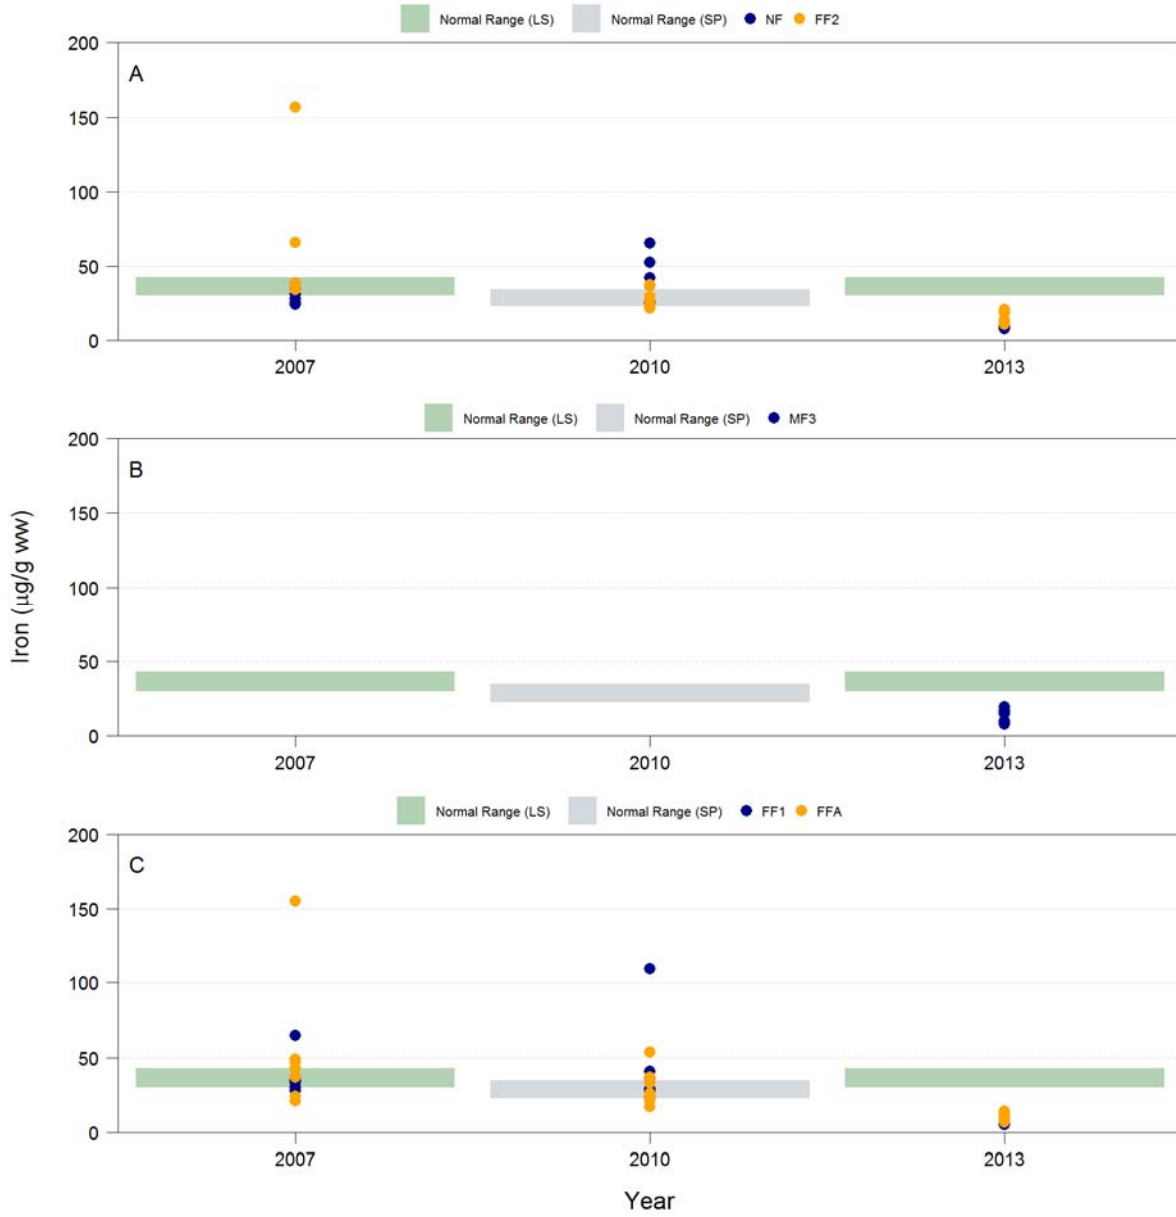 Normal Range (LS) Normal Range (SP) NF FF2
A
200
150
100
50
0
2007 2010 2013
Normal Range (LS) Normal Range (SP) MF3
B
200
150
100
50
0
2007 2010 2013
Iron (μg/g ww)
Normal Range (LS) Normal Range (SP) FF1 FFA
C
200
150
100
50
0
2007 2010 2013
Year